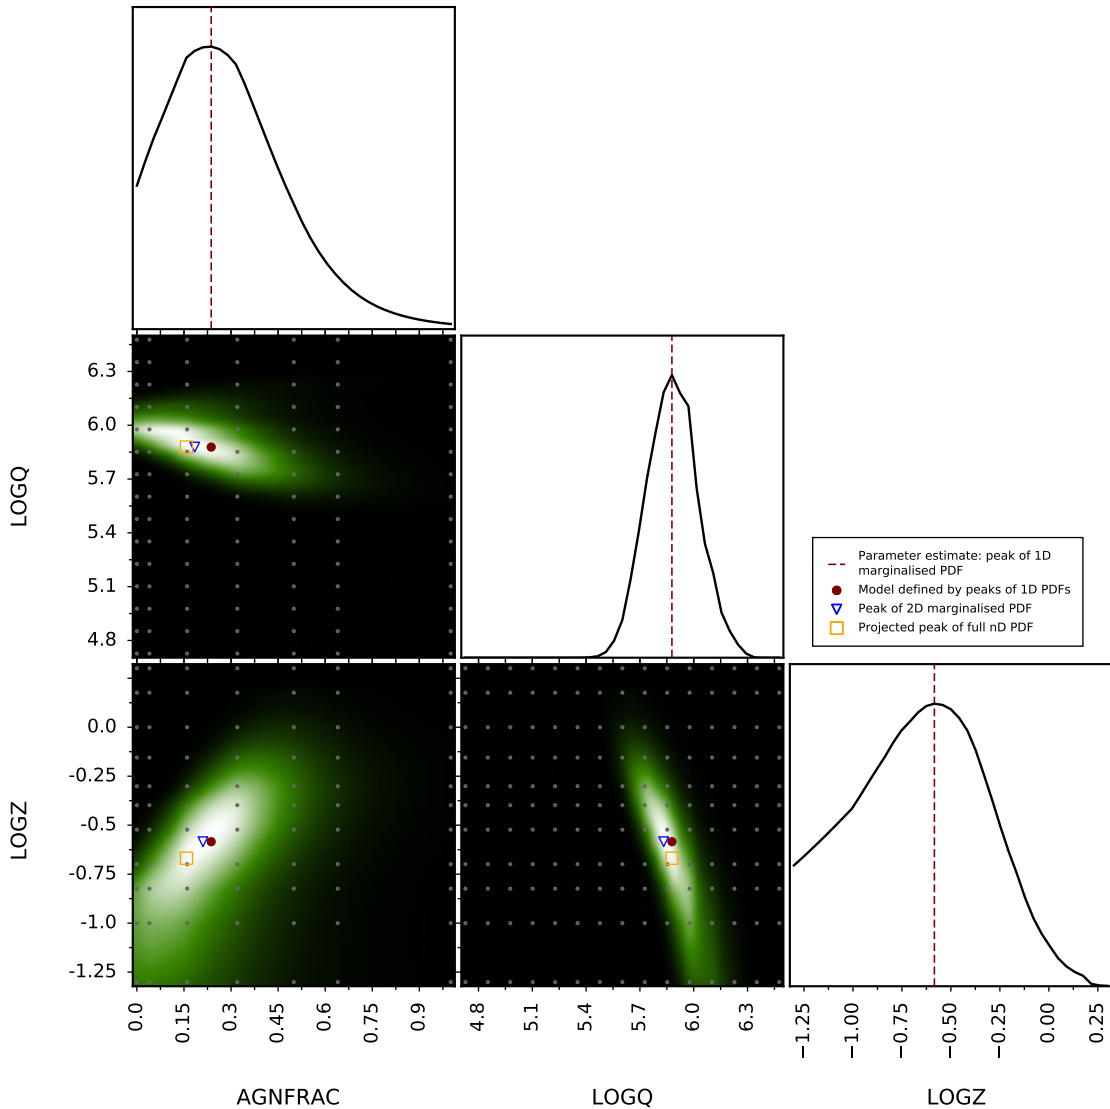 6.3
6.0
5.7
5.4
5.1
4.8
LOGQ
Parameter estimate: peak of 1D
marginalised PDF
Model defined by peaks of 1D PDFs
Peak of 2D marginalised PDF
Projected peak of full nD PDF
0.0
-0.25
-0.5
-0.75
-1.0
-1.25
LOGZ
0.0 0.15 0.3 0.45 0.6 0.75 0.9
4.8 5.1 5.4 5.7 6.0 6.3
−1.25 −1.00 −0.75 −0.50 −0.25 0.00 0.25
AGNFRAC LOGQ LOGZ